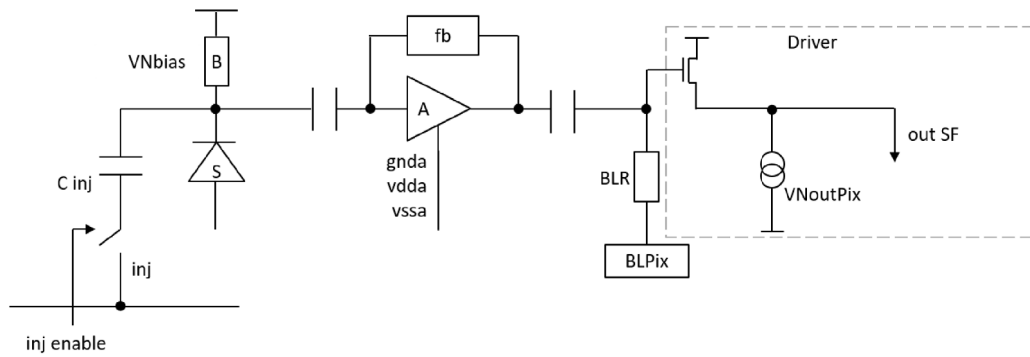 Driver
fb
VNbias
B
A
out SF
S
gnda
vdda
vssa
C inj
BLR
VNoutPix
inj
BLPix
inj enable